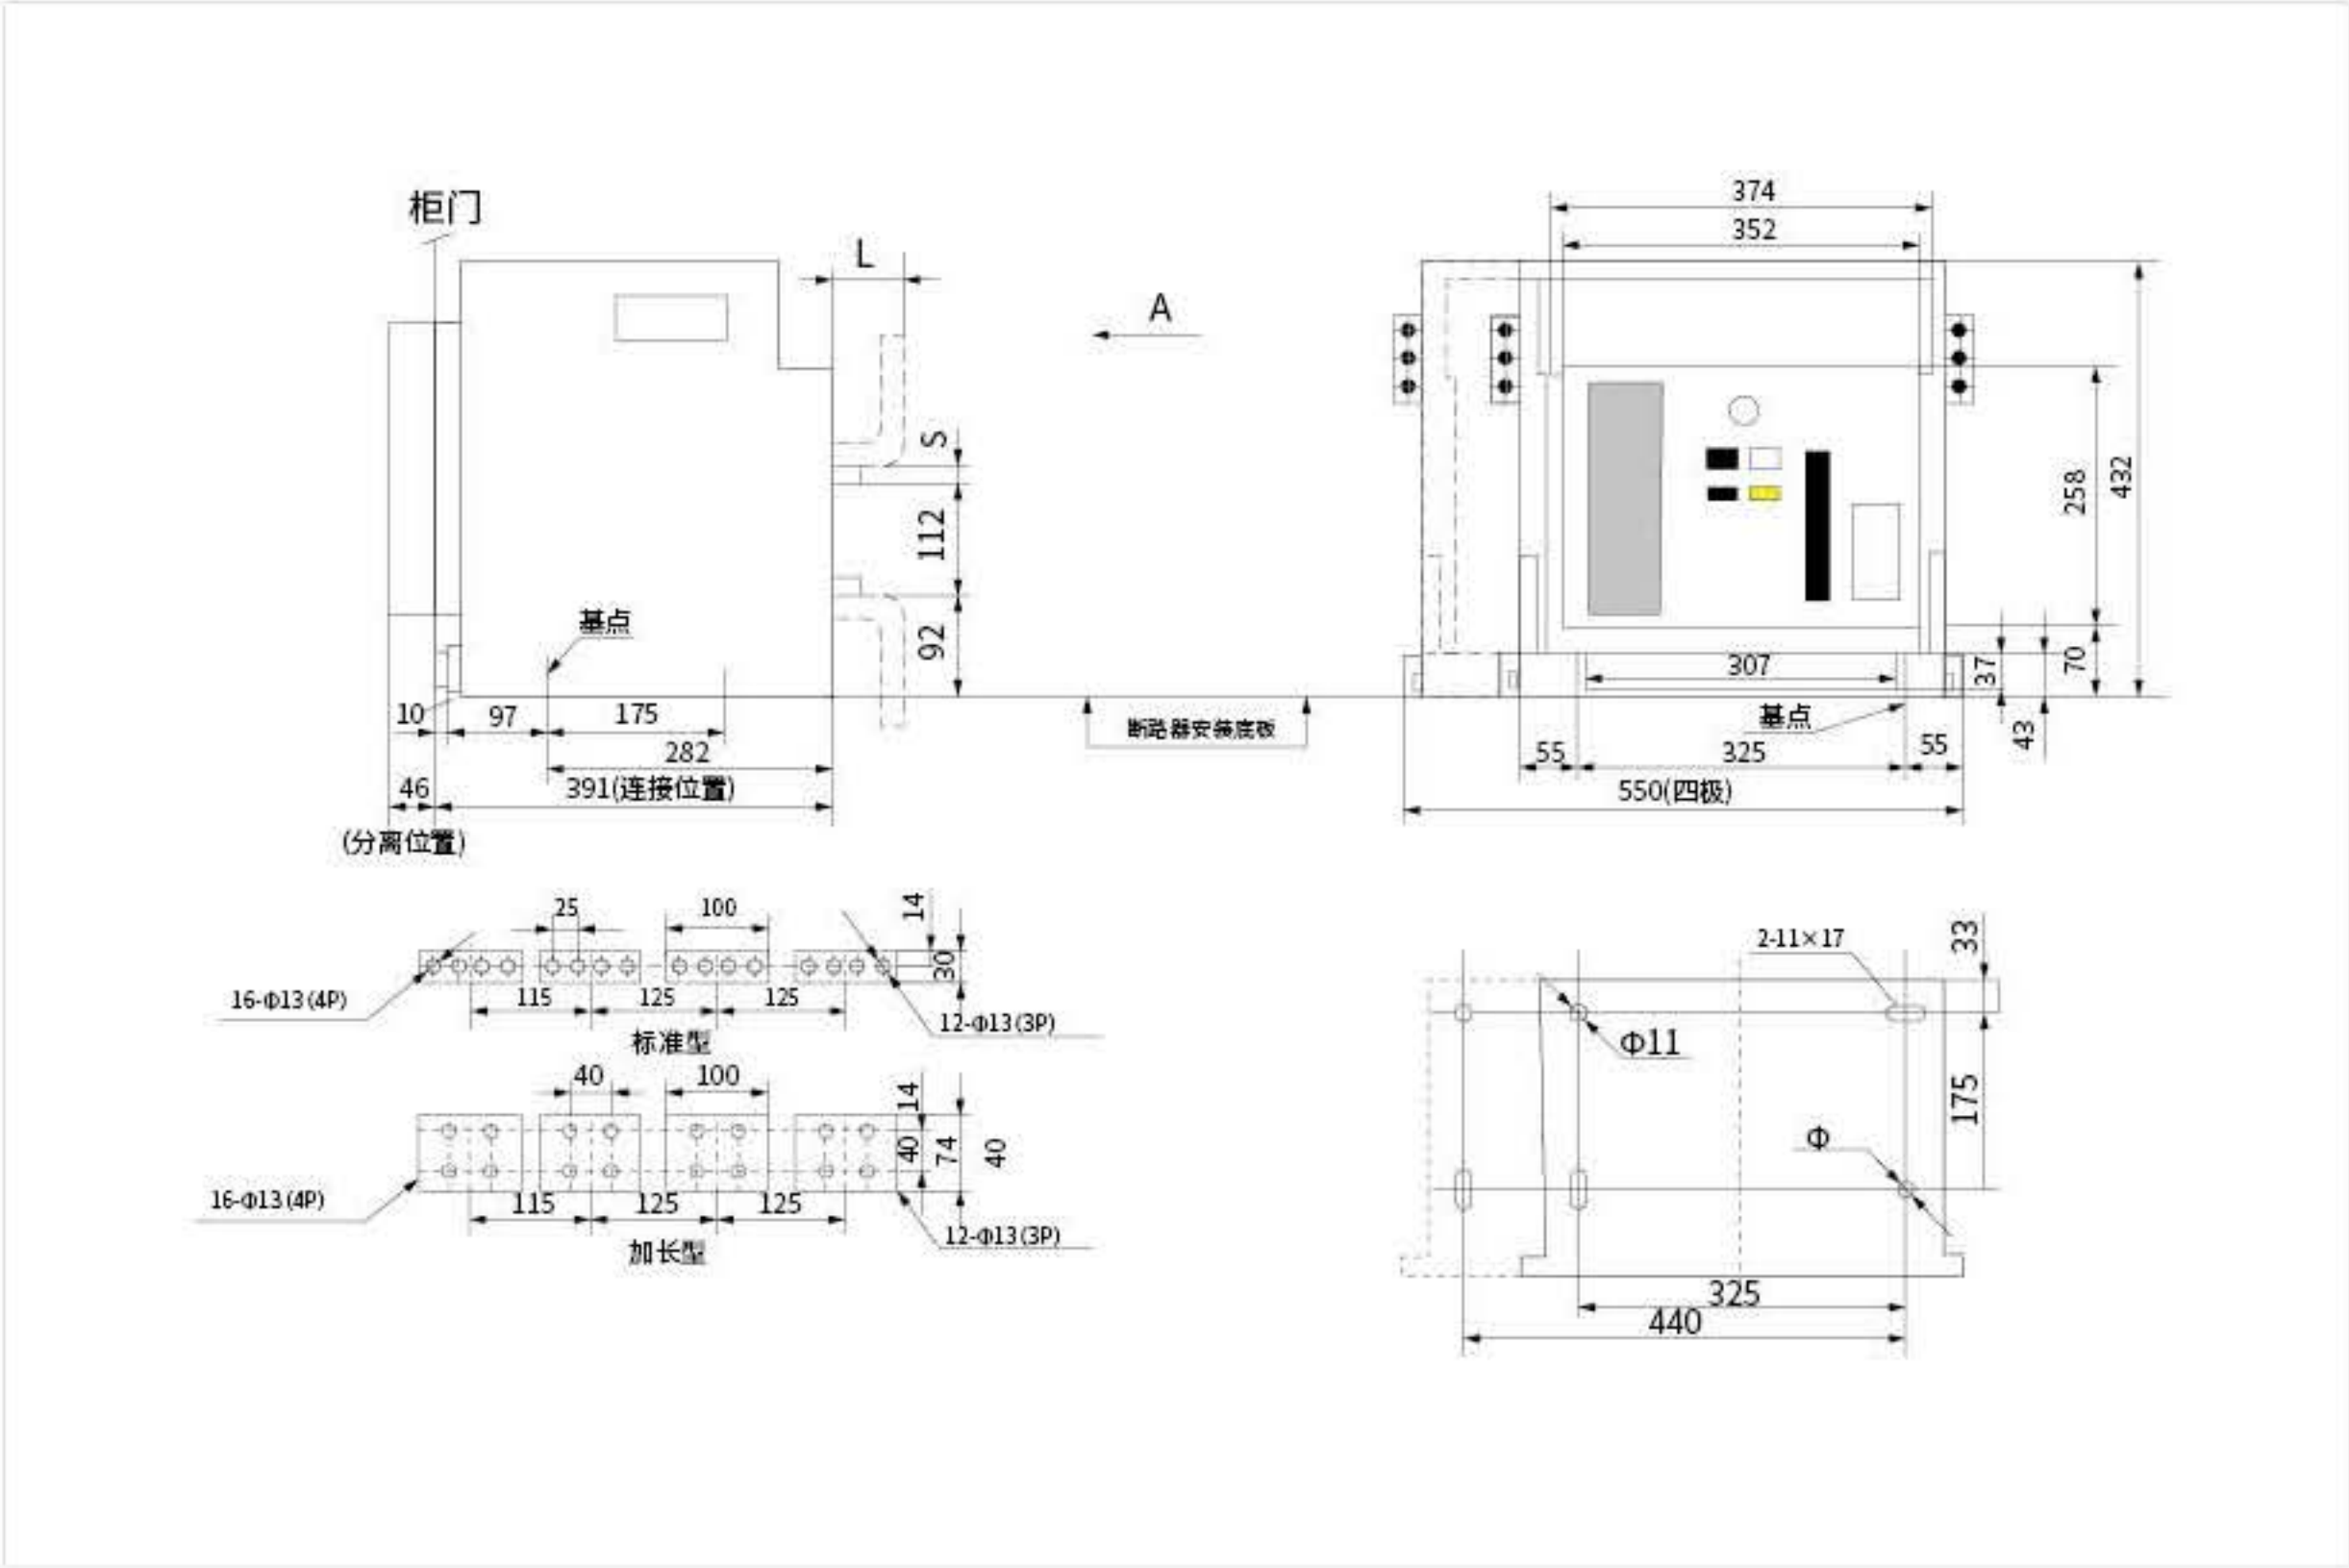 柜门
L
A
S
112
92
基点
10
97
175
282
46
391(连接位置)
(分离位置)
断路器安装底板
374
352
258
432
307
37
70
43
基点
55
325
55
550(四极)
25
100
14
30
16-Φ13(4P)
115
125
125
12-Φ13(3P)
标准型
40
100
14
40
74
40
16-Φ13(4P)
115
125
125
12-Φ13(3P)
加长型
2-11×17
33
Φ11
175
Φ
325
440